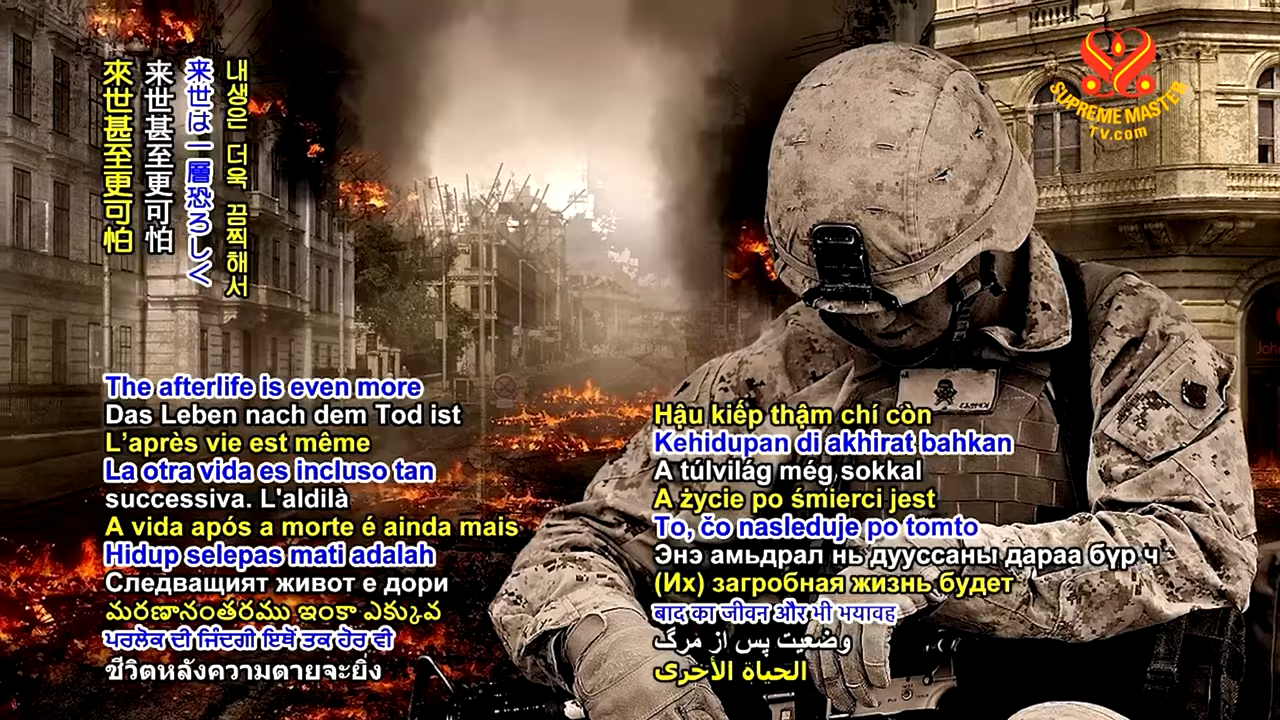 來世甚至更可怕
来世甚至更可怕
来世は一層恐ろしく
내생은 더욱 끔찍해서
SUPREME MASTER
TV.com
The afterlife is even more
Das Leben nach dem Tod ist
L’après vie est même
La otra vida es incluso tan
successiva. L'aldilà
A vida após a morte é ainda mais
Hidup selepas mati adalah
Следващият живот е дори
మరణానంతరము ఇంకా ఎక్కువ
ਪਰਲੋਕ ਦੀ ਜਿੰਦਗੀ ਇਥੋਂ ਤਕ ਹੋਰ ਵੀ
ชีวิตหลังความตายจะยิ่ง
Hậu kiếp thậm chí còn
Kehidupan di akhirat bahkan
A túlvilág még sokkal
A życie po śmierci jest
To, čo nasleduje po tomto
Энэ амьдрал нь дууссаны дараа бүр ч
(Их) загробная жизнь будет
बाद का जीवन और भी भयावह
وضعیت پس از مرگ
الحياة الأخرى